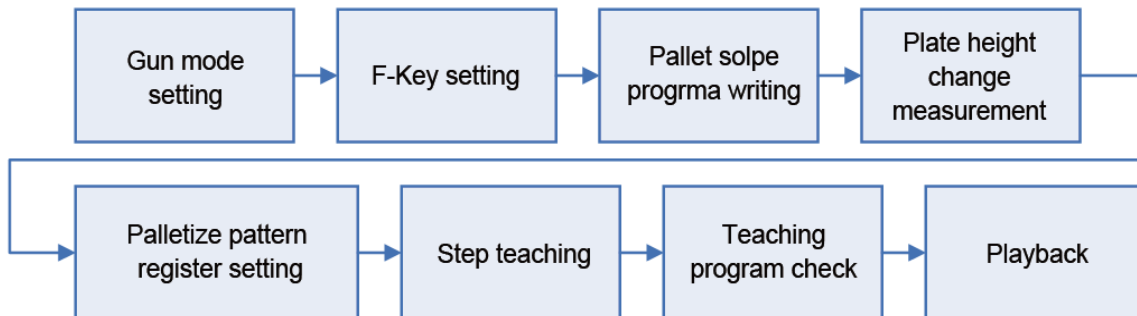 Gun mode
setting
F-Key setting
Pallet solpe
progrma writing
Plate height
change
measurement
Palletize pattern
register setting
Step teaching
Teaching
program check
Playback